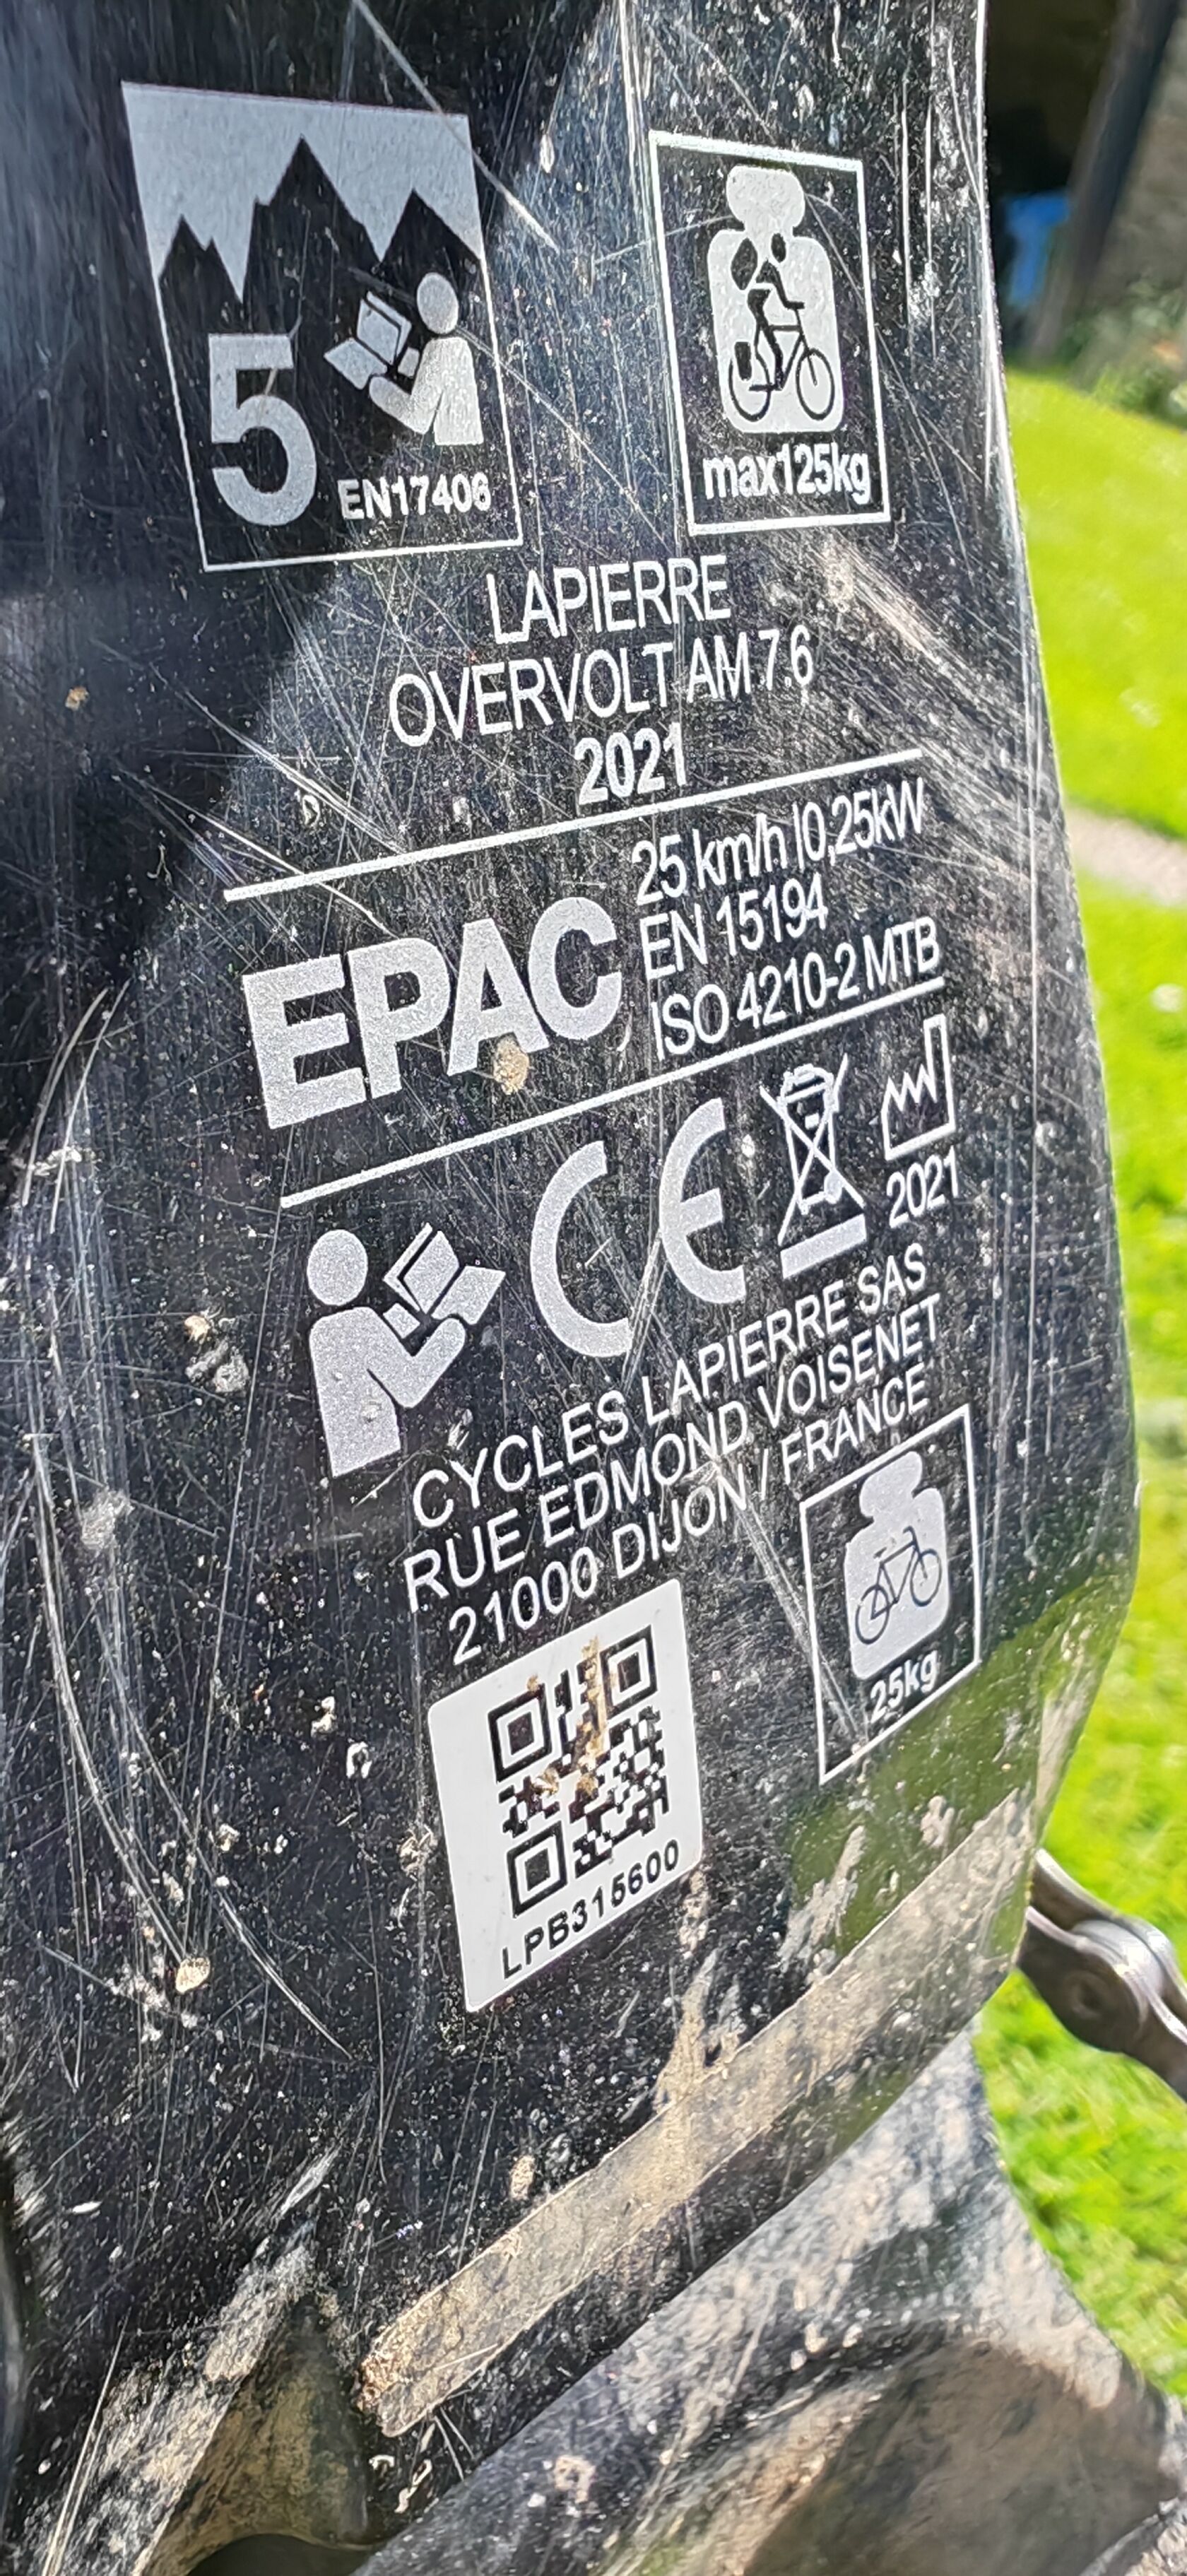 5
EN17406
max125kg
LAPIERRE
OVERVOLT AM 7.6
2021
EPAC
25 km/h |0,25kW
EN 15194
ISO 4210-2 MTB
CE
2021
CYCLES LAPIERRE SAS
RUE EDMOND VOISENET
21000 DIJON / FRANCE
25kg
LPB315600